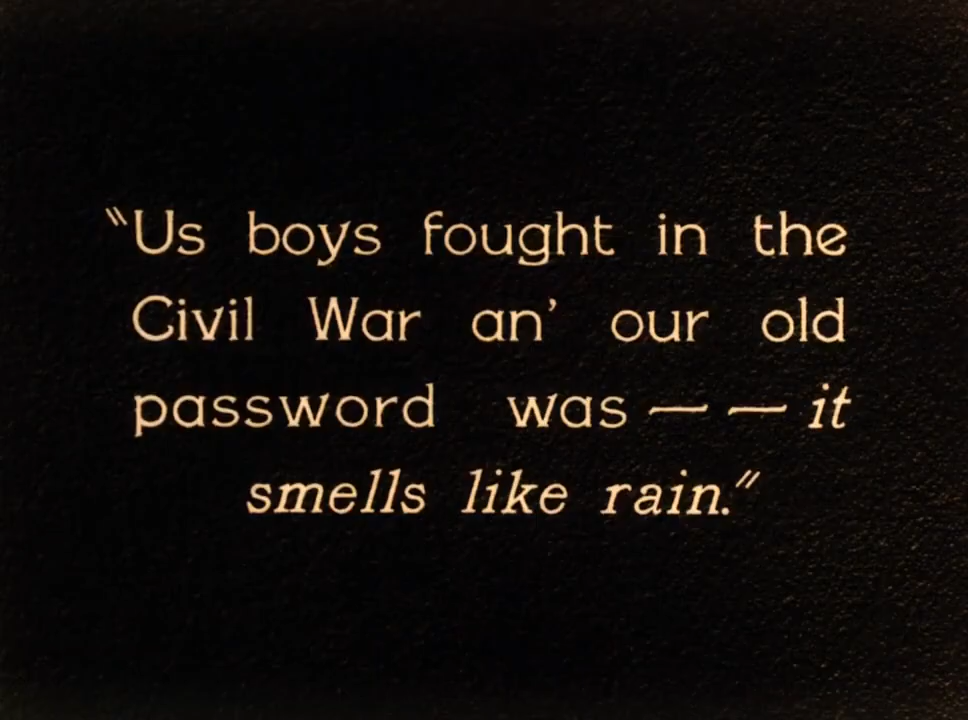 "Us boys fought in the
Civil War an' our old
password was — — it
smells like rain."